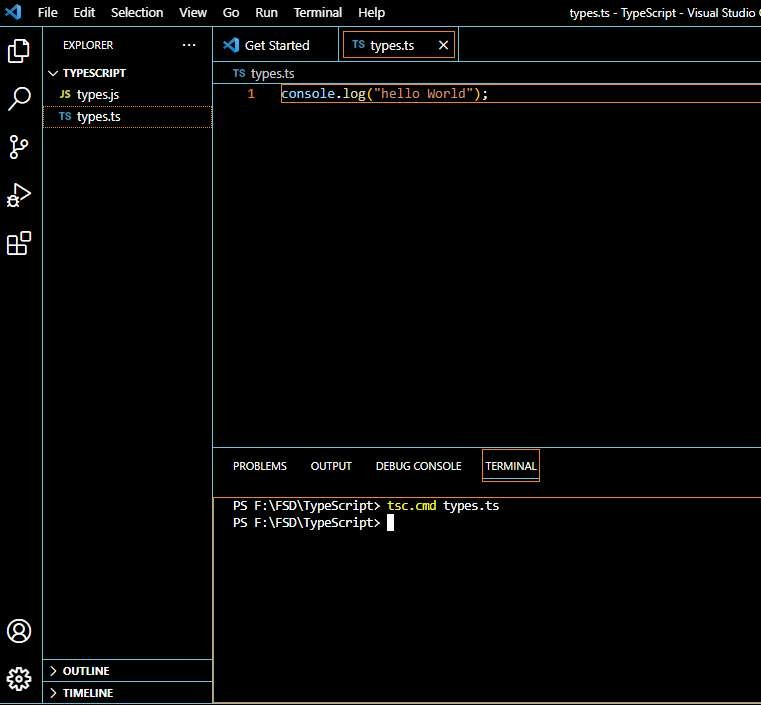 File Edit Selection View Go Run Terminal Help types.ts - TypeScript - Visual Studio
EXPLORER ···
Get Started
TS types.ts
TYPESCRIPT
JS types.js
TS types.ts
TS types.ts
1 console.log("hello World");
PROBLEMS OUTPUT DEBUG CONSOLE TERMINAL
PS F:\FSD\TypeScript> tsc.cmd types.ts
PS F:\FSD\TypeScript>
OUTLINE
TIMELINE